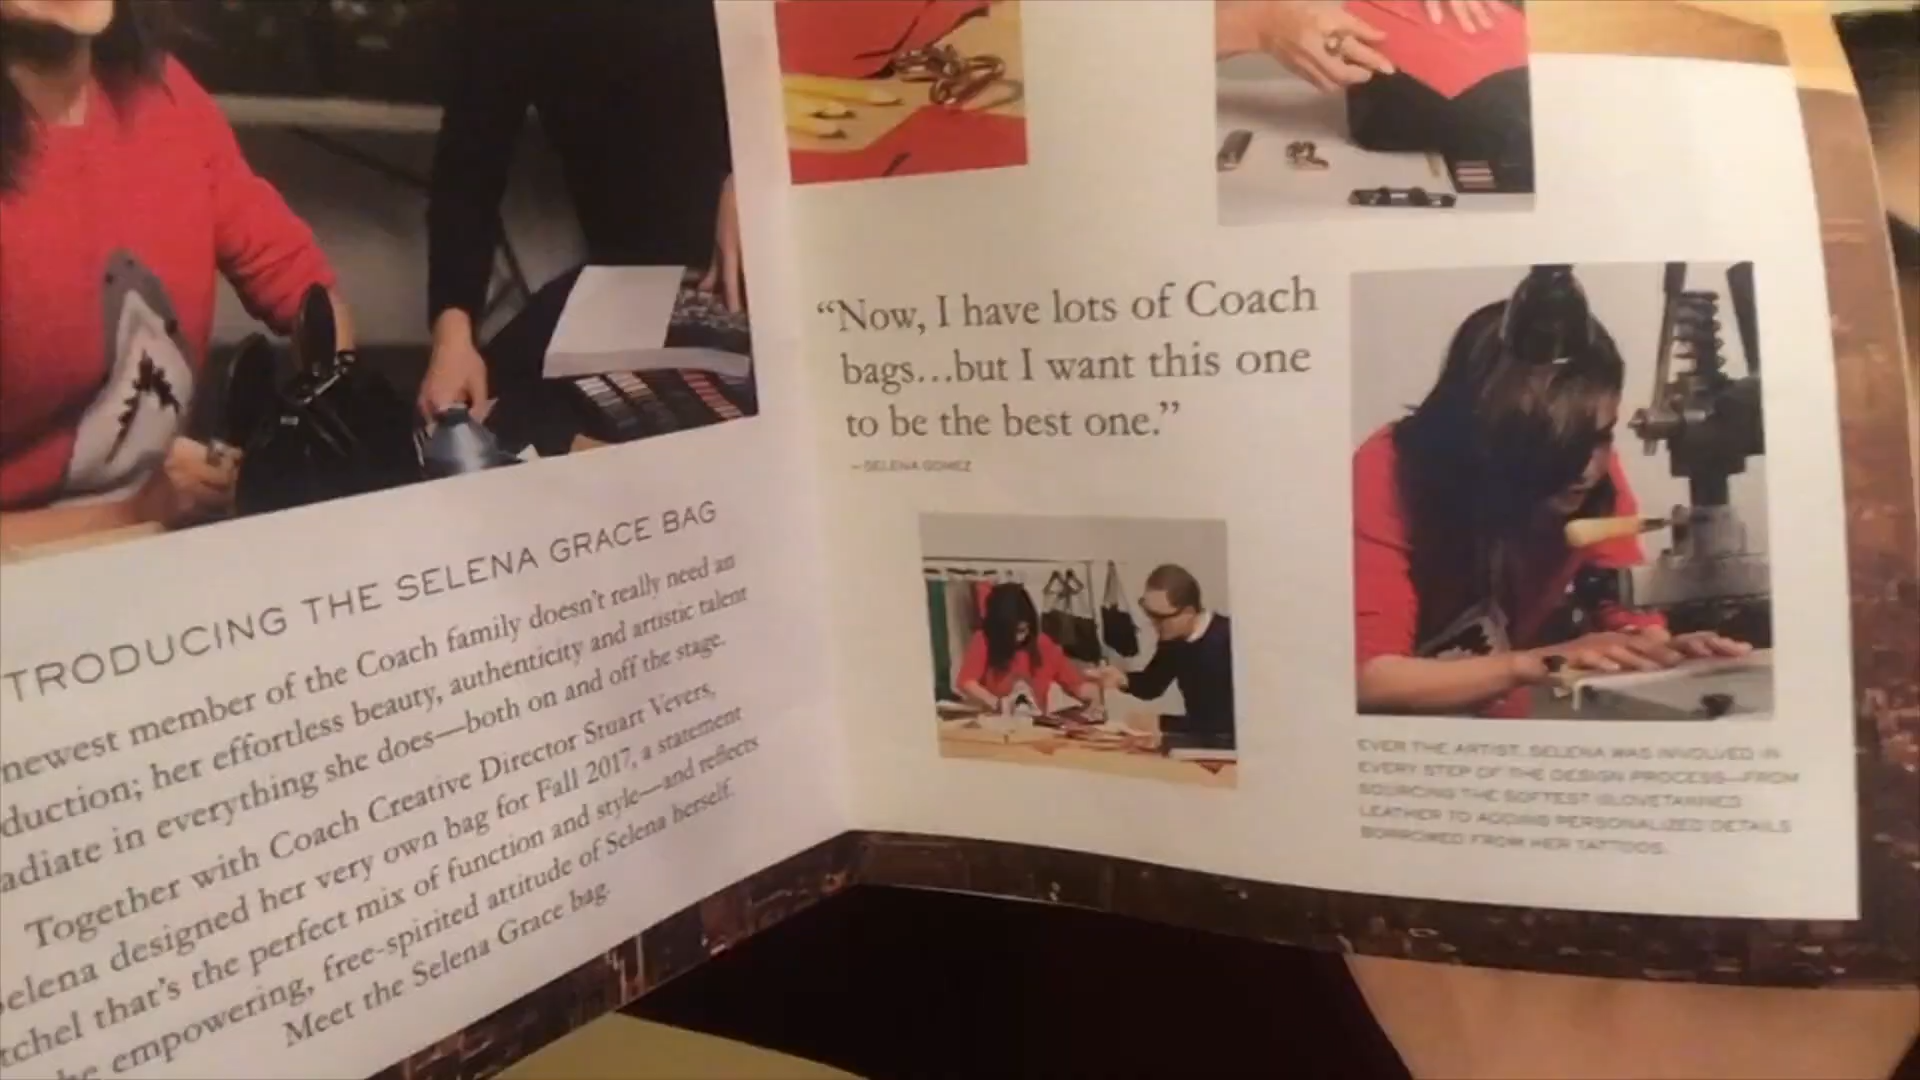 TRODUCING THE SELENA GRACE BAG
newest member of the Coach family doesn't really need an
duction; her effortless beauty, authenticity and artistic talent
adiate in everything she does—both on and off the stage.
Together with Coach Creative Director Stuart Vevers,
Selena designed her very own bag for Fall 2017, a statement
tchel that's the perfect mix of function and style—and reflects
he empowering, free-spirited attitude of Selena herself.
Meet the Selena Grace bag.
“Now, I have lots of Coach
bags...but I want this one
to be the best one.”
– SELENA GOMEZ
EVER THE ARTIST, SELENA WAS INVOLVED IN
EVERY STEP OF THE DESIGN PROCESS—FROM
SOURCING THE SOFTEST GLOVETANNED
LEATHER TO ADDING PERSONALIZED DETAILS
BORROWED FROM HER TATTOOS.